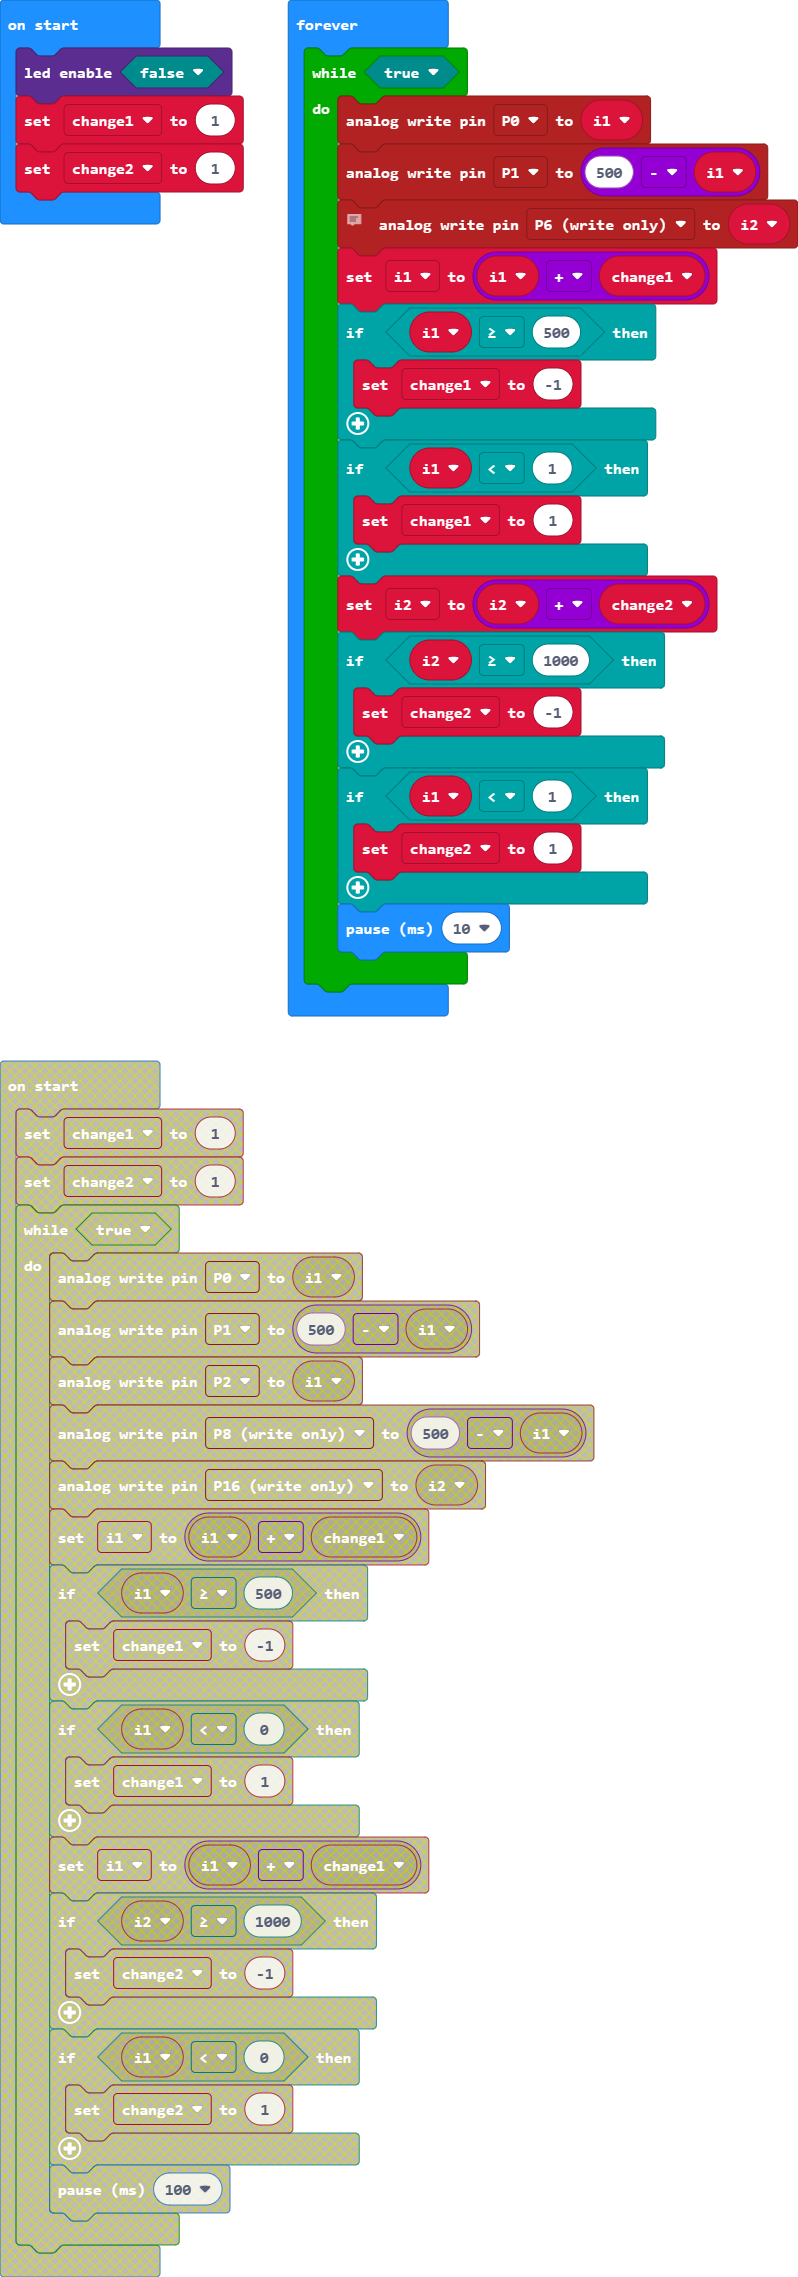 on start
led enable false
set change1 to 1
set change2 to 1
forever
while true
do
analog write pin P0 to i1
analog write pin P1 to 500 - i1
analog write pin P6 (write only) to i2
set i1 to i1 + change1
if i1 ≥ 500 then
set change1 to -1
if i1 < 1 then
set change1 to 1
set i2 to i2 + change2
if i2 ≥ 1000 then
set change2 to -1
if i1 < 1 then
set change2 to 1
pause (ms) 10
on start
set change1 to 1
set change2 to 1
while true
do
analog write pin P0 to i1
analog write pin P1 to 500 - i1
analog write pin P2 to i1
analog write pin P8 (write only) to 500 - i1
analog write pin P16 (write only) to i2
set i1 to i1 + change1
if i1 ≥ 500 then
set change1 to -1
if i1 < 0 then
set change1 to 1
set i1 to i1 + change1
if i2 ≥ 1000 then
set change2 to -1
if i1 < 0 then
set change2 to 1
pause (ms) 100